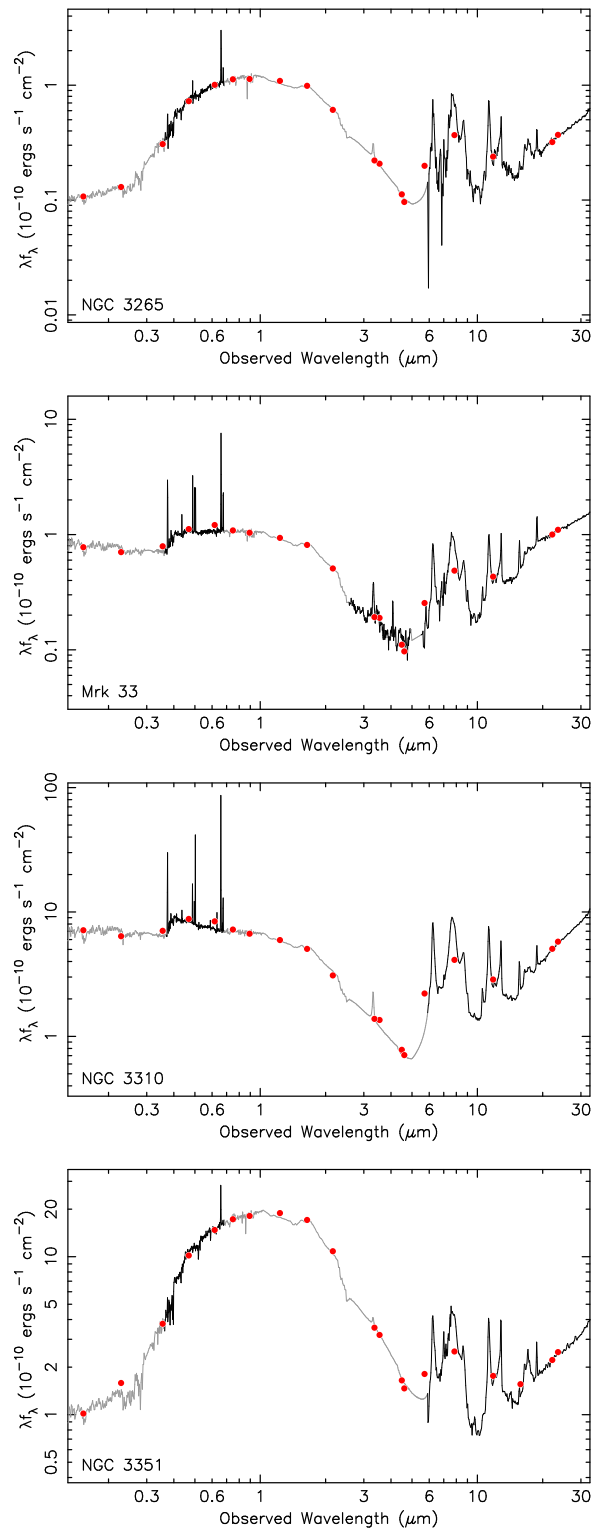 1
0.1
0.01
λfλ (10−10 ergs s−1 cm−2)
NGC 3265
0.3 0.6 1 3 6 10 30
Observed Wavelength (μm)
10
1
0.1
λfλ (10−10 ergs s−1 cm−2)
Mrk 33
0.3 0.6 1 3 6 10 30
Observed Wavelength (μm)
100
10
1
λfλ (10−10 ergs s−1 cm−2)
NGC 3310
0.3 0.6 1 3 6 10 30
Observed Wavelength (μm)
20
10
5
2
1
0.5
λfλ (10−10 ergs s−1 cm−2)
NGC 3351
0.3 0.6 1 3 6 10 30
Observed Wavelength (μm)